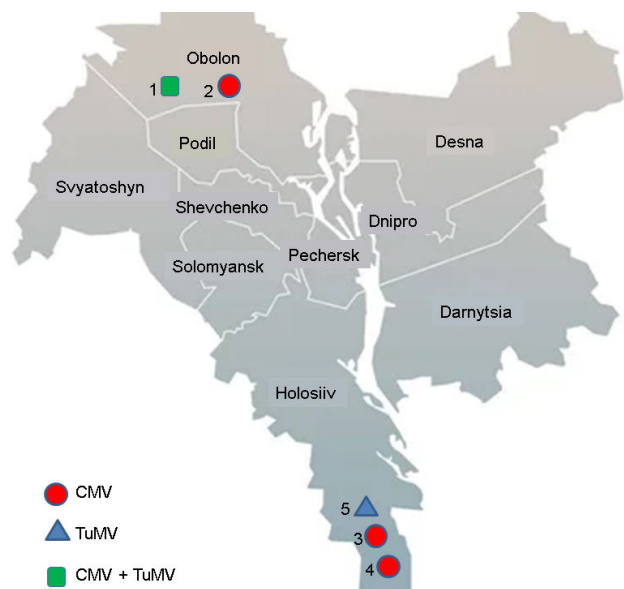 Obolon
1
2
Podil
Desna
Svyatoshyn
Shevchenko
Dnipro
Pechersk
Solomyansk
Darnytsia
Holosiiv
CMV
5
TuMV
3
4
CMV + TuMV